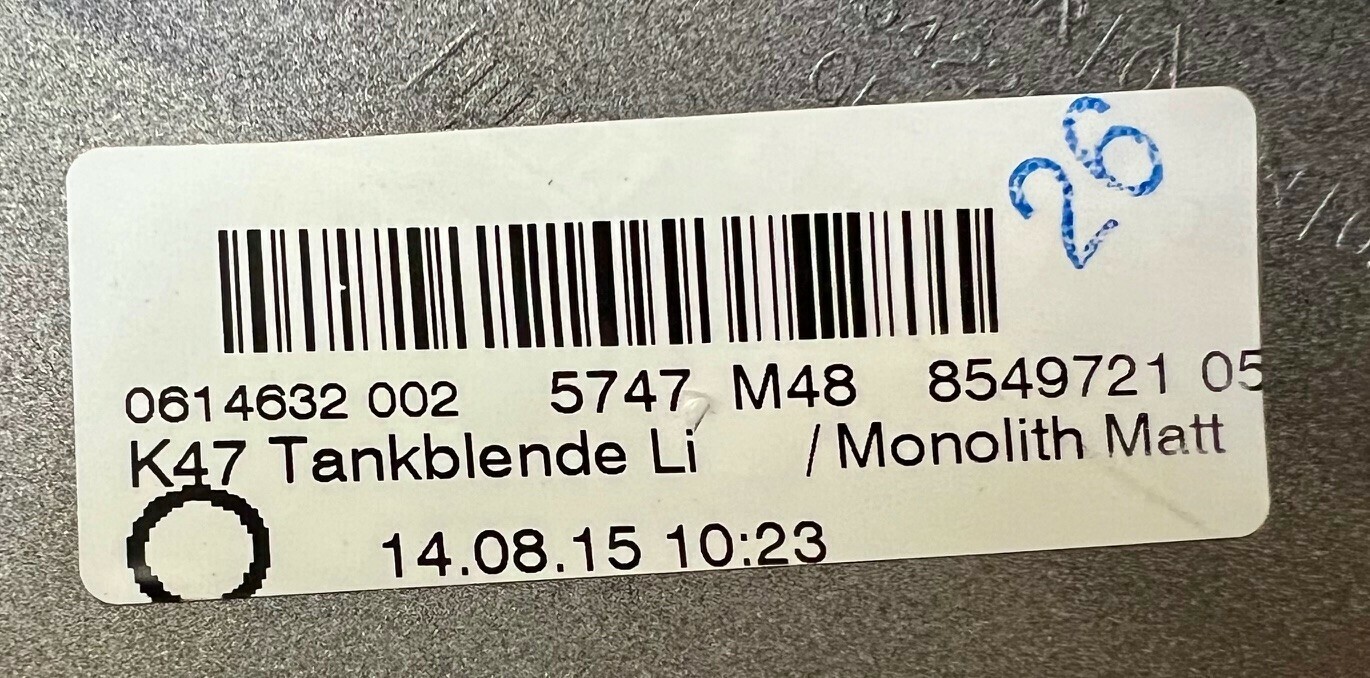 26
0614632 002 5747 M48 8549721 05
K47 Tankblende Li / Monolith Matt
14.08.15 10:23